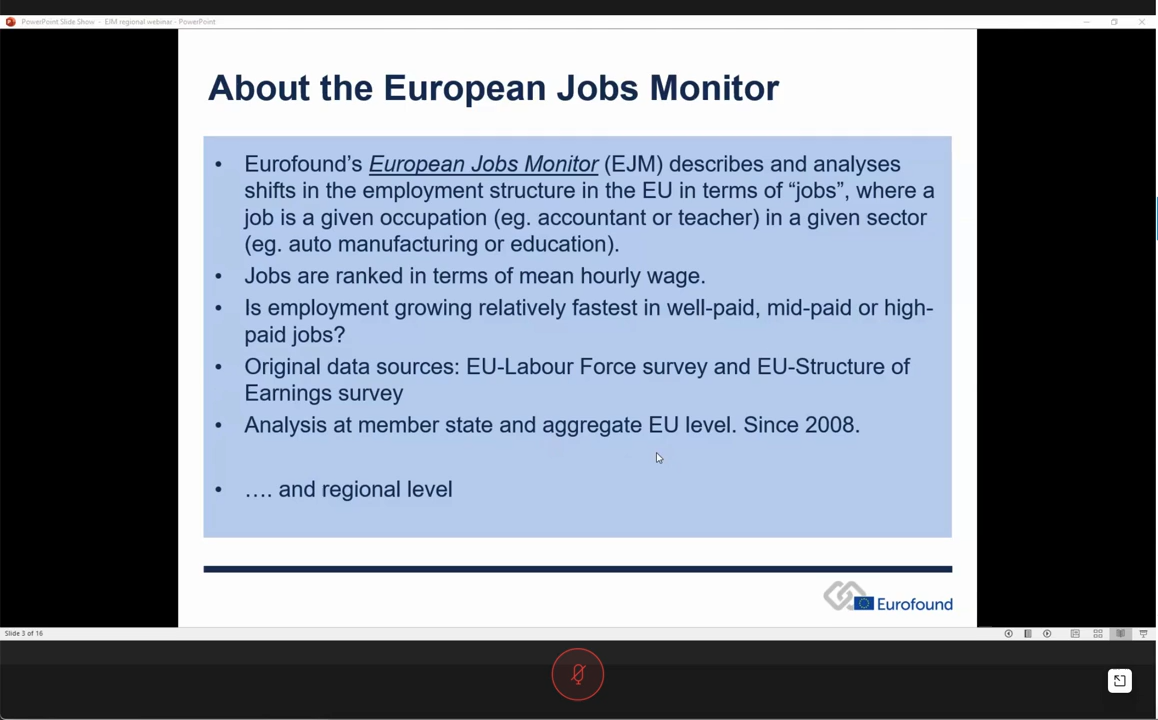 PowerPoint Slide Show - EJM regional webinar - PowerPoint
About the European Jobs Monitor
• Eurofound’s European Jobs Monitor (EJM) describes and analyses
shifts in the employment structure in the EU in terms of “jobs”, where a
job is a given occupation (eg. accountant or teacher) in a given sector
(eg. auto manufacturing or education).
• Jobs are ranked in terms of mean hourly wage.
• Is employment growing relatively fastest in well-paid, mid-paid or high-
paid jobs?
• Original data sources: EU-Labour Force survey and EU-Structure of
Earnings survey
• Analysis at member state and aggregate EU level. Since 2008.
• …. and regional level
Eurofound
Slide 3 of 16